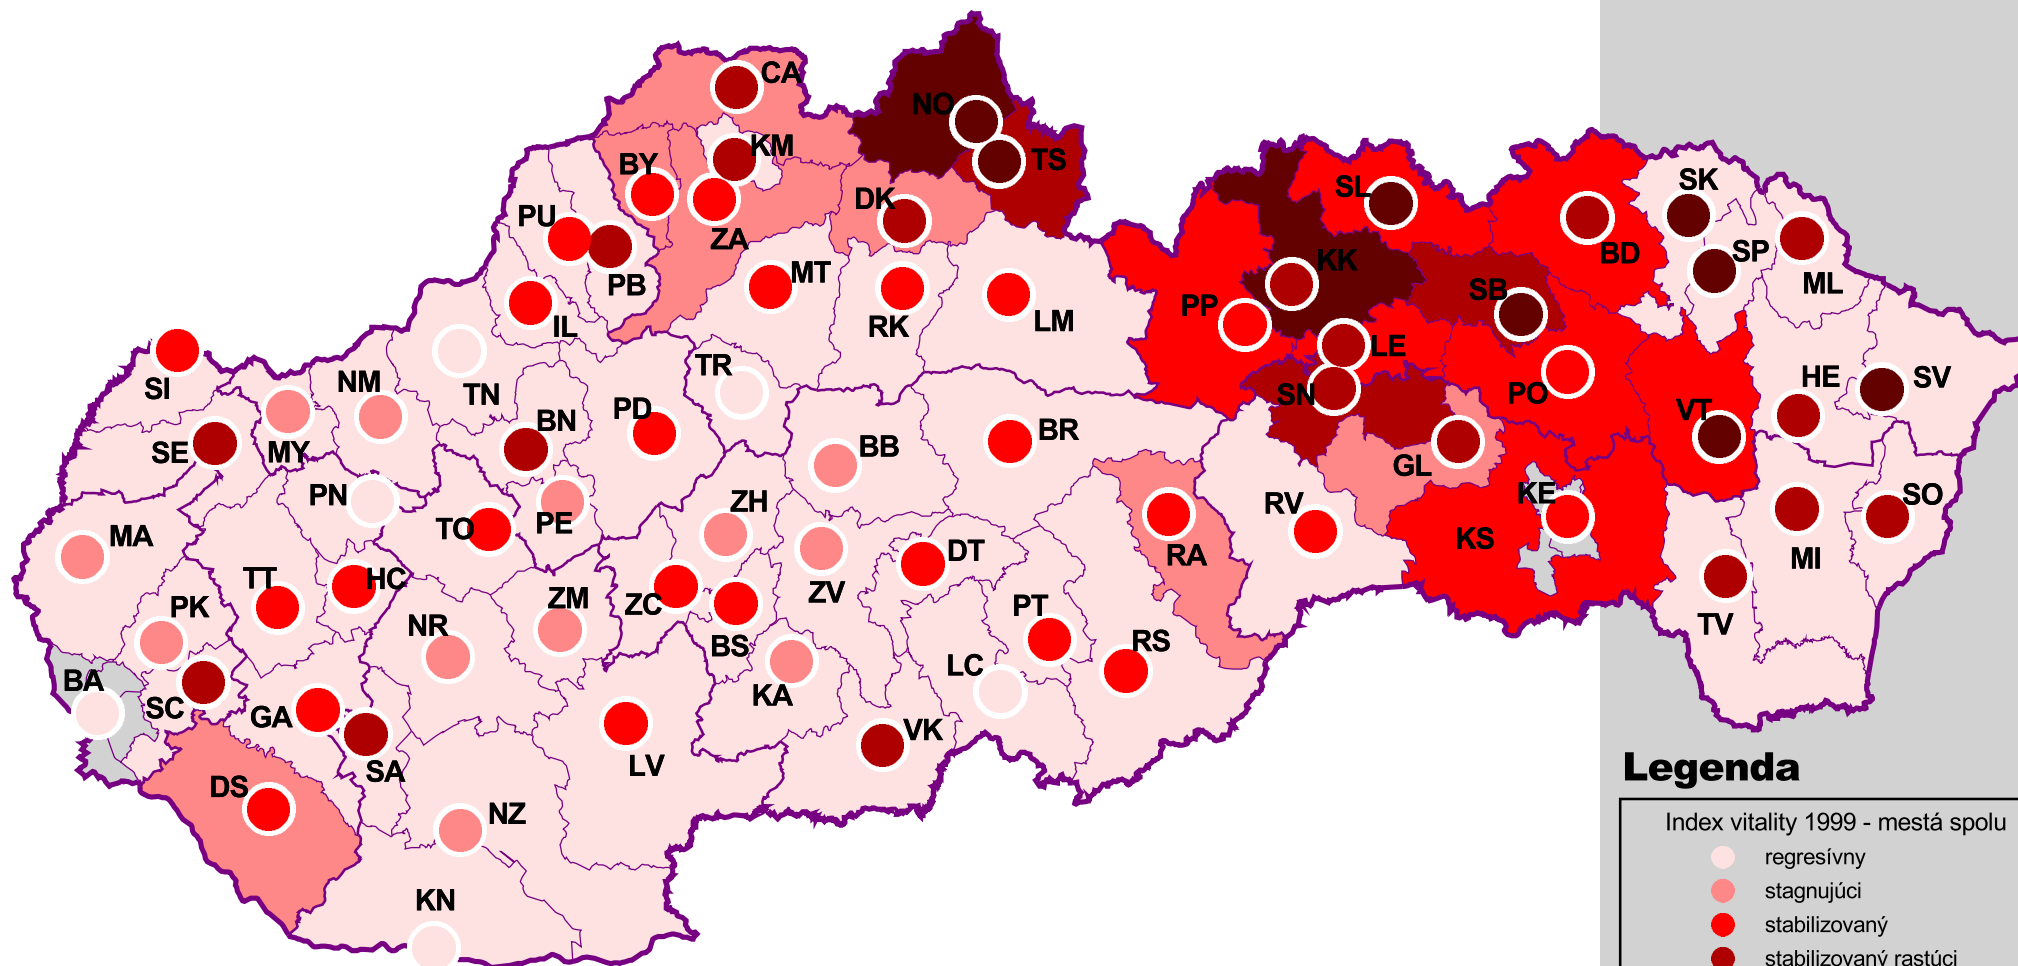 CA
NO
KM
TS
BY
SL
SK
DK
PU
ZA
SP
BD
KK
MT
PB
ML
SB
PP
IL
RK
LM
LE
TR
SI
NM
TN
HE
SV
SN
PO
BN
PD
VT
MY
SE
BR
BB
GL
PN
ZH
RV
KE
SO
PE
TO
MA
KS
DT
RA
MI
TT
HC
ZM
ZC
ZV
PK
PT
NR
BS
RS
TV
LC
BA
KA
SC
GA
VK
SA
LV
DS
NZ
KN
Legenda
Index vitality 1999 - mestá spolu
regresívny
stagnujúci
stabilizovaný
stabilizovaný rastúci